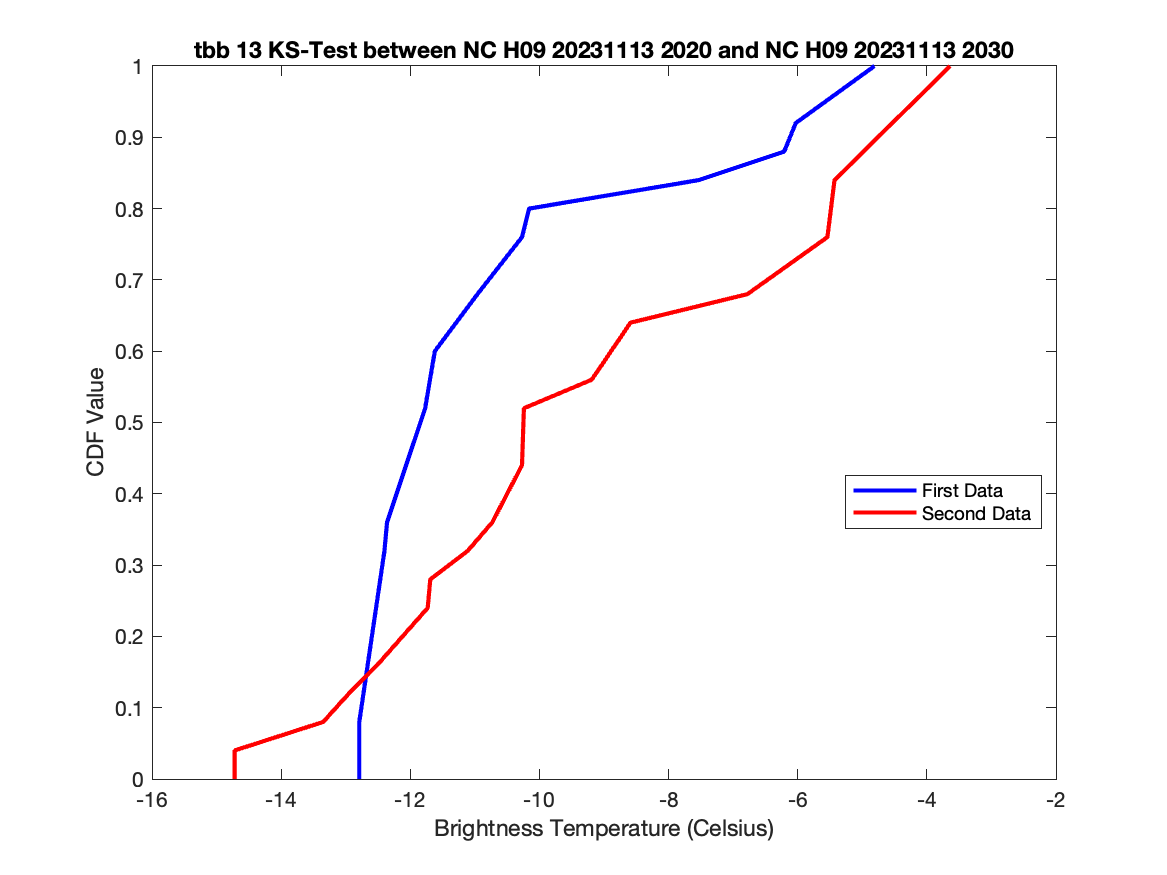 tbb 13 KS-Test between NC H09 20231113 2020 and NC H09 20231113 2030
1
0.9
0.8
0.7
0.6
0.5
0.4
0.3
0.2
0.1
0
CDF Value
First Data
Second Data
-16 -14 -12 -10 -8 -6 -4 -2
Brightness Temperature (Celsius)